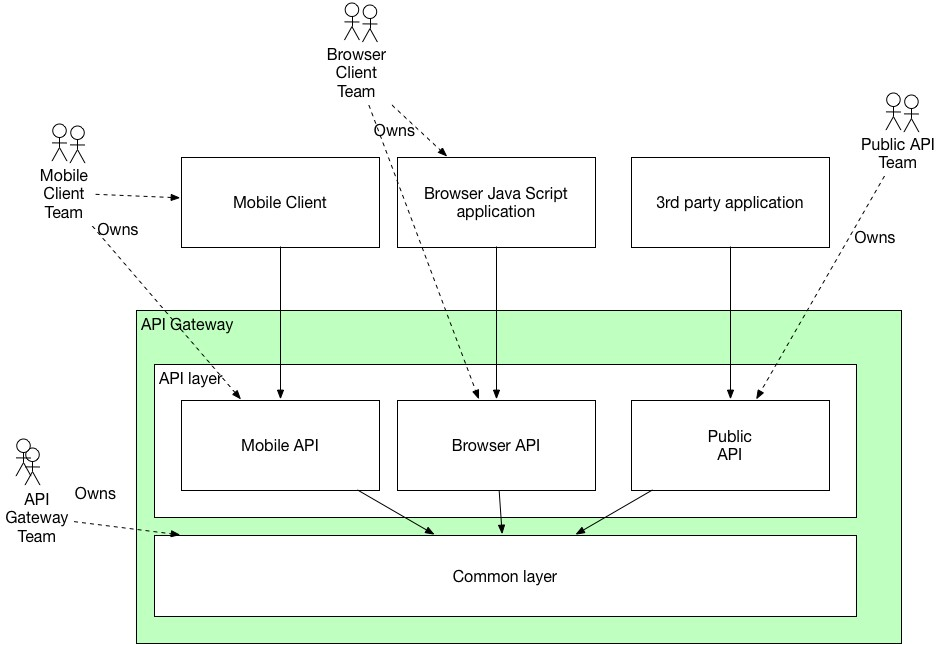 Browser
Client
Team
Owns
Public API
Team
Mobile
Client
Team
Mobile Client
Browser Java Script
application
3rd party application
Owns
Owns
API Gateway
API layer
Mobile API
Browser API
Public
API
API
Gateway
Team
Owns
Common layer